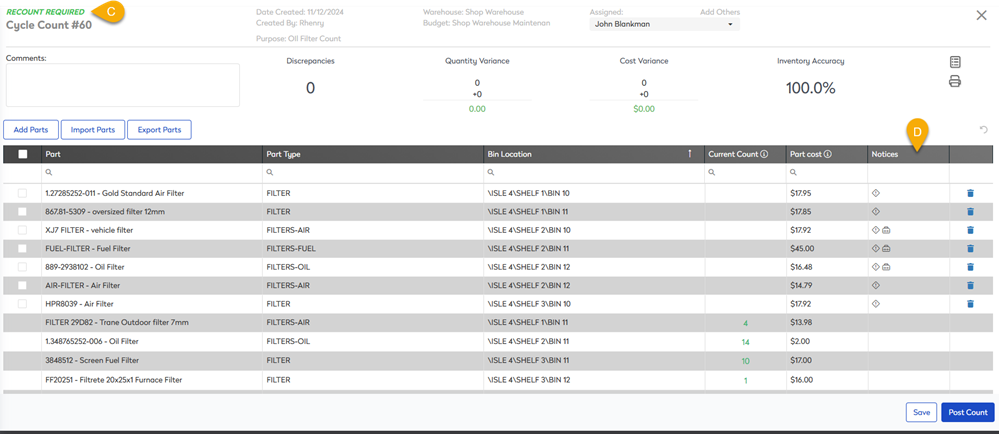 RECOUNT REQUIRED
C
Cycle Count #60
Date Created: 11/12/2024
Created By: Rhenry
Purpose: Oil Filter Count
Warehouse: Shop Warehouse
Budget: Shop Warehouse Maintenan
Assigned: Add Others
John Blankman
Comments:
Discrepancies
0
Quantity Variance
0
+0
0.00
Cost Variance
0
+0
$0.00
Inventory Accuracy
100.0%
Add Parts Import Parts Export Parts
D
Part Part Type Bin Location Current Count Part cost Notices
1.27285252-011 - Gold Standard Air Filter FILTER \ISLE 4\SHELF 1\BIN 10 $17.95
867.81-5309 - oversized filter 12mm FILTER \ISLE 4\SHELF 1\BIN 11 $17.85
XJ7 FILTER - vehicle filter FILTERS-AIR \ISLE 4\SHELF 2\BIN 10 $17.92
FUEL-FILTER - Fuel Filter FILTERS-FUEL \ISLE 4\SHELF 2\BIN 11 $45.00
889-2938102 - Oil Filter FILTERS-OIL \ISLE 4\SHELF 2\BIN 12 $16.48
AIR-FILTER - Air Filter FILTERS-AIR \ISLE 4\SHELF 2\BIN 12 $14.79
HPR8039 - Air Filter FILTER \ISLE 4\SHELF 3\BIN 10 $17.92
FILTER 29D82 - Trane Outdoor filter 7mm FILTERS-AIR \ISLE 4\SHELF 1\BIN 11 4 $13.98
1.348765252-006 - Oil Filter FILTERS-OIL \ISLE 4\SHELF 2\BIN 11 14 $2.00
3848512 - Screen Fuel Filter FILTER \ISLE 4\SHELF 3\BIN 11 10 $17.00
FF20251 - Filtrete 20x25x1 Furnace Filter FILTER \ISLE 4\SHELF 3\BIN 12 1 $16.00
Save Post Count